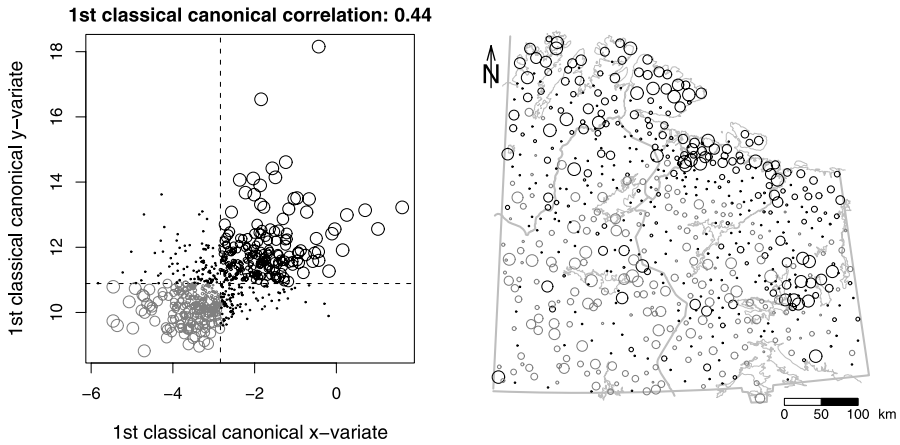 1st classical canonical correlation: 0.44
1st classical canonical y−variate
18
16
14
12
10
−6 −4 −2 0
1st classical canonical x−variate
N
0 50 100 km